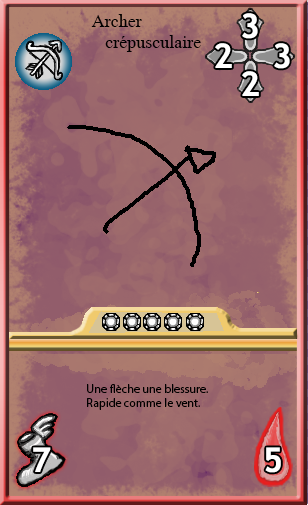 Archer
crépusculaire
3
2 3
2
Une flèche une blessure.
Rapide comme le vent.
7
5